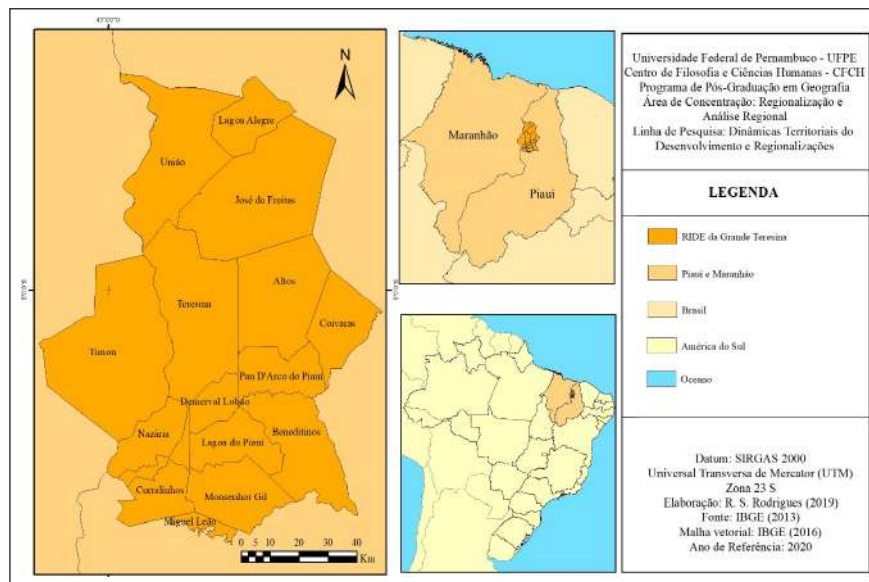 43°0'0"O
N
Lagoa Alegre
União
José de Freitas
Altos
Teresina
Coivaras
Timon
Pau D'Arco do Piauí
Demerval Lobão
Nazária
Beneditinos
Lagoa do Piauí
Curralinhos
Monsenhor Gil
Miguel Leão
0 5 10 20 30 40
Km
Maranhão
Piauí
Universidade Federal de Pernambuco - UFPE
Centro de Filosofia e Ciências Humanas - CFCH
Programa de Pós-Graduação em Geografia
Área de Concentração: Regionalização e
Análise Regional
Linha de Pesquisa: Dinâmicas Territoriais do
Desenvolvimento e Regionalizações
LEGENDA
RIDE da Grande Teresina
Piauí e Maranhão
Brasil
América do Sul
Oceano
Datum: SIRGAS 2000
Universal Transversa de Mercator (UTM)
Zona 23 S
Elaboração: R. S. Rodrigues (2019)
Fonte: IBGE (2013)
Malha vetorial: IBGE (2016)
Ano de Referência: 2020